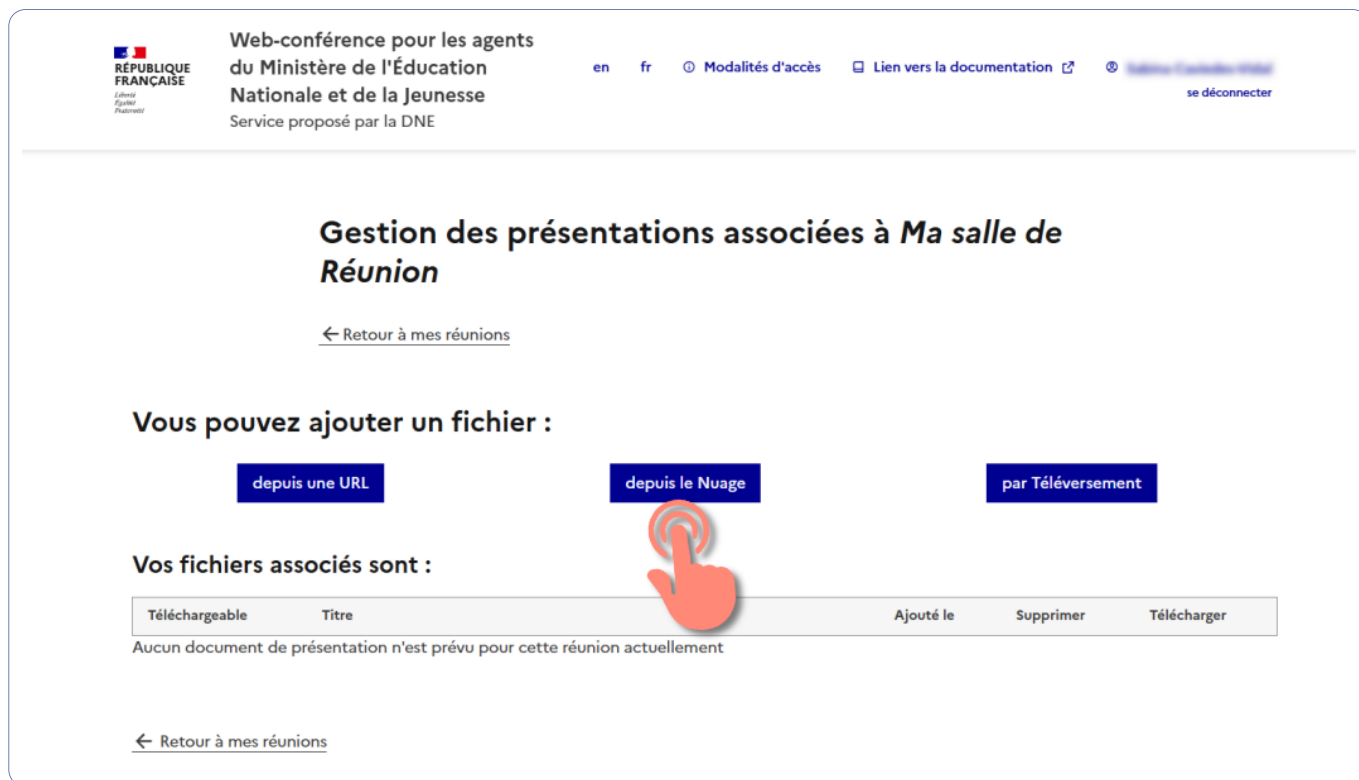 RÉPUBLIQUE
FRANÇAISE
Liberté
Égalité
Fraternité
Web-conférence pour les agents
du Ministère de l'Éducation
Nationale et de la Jeunesse
Service proposé par la DNE
en fr Modalités d'accès Lien vers la documentation
se déconnecter
Gestion des présentations associées à Ma salle de
Réunion
← Retour à mes réunions
Vous pouvez ajouter un fichier :
depuis une URL depuis le Nuage par Téléversement
Vos fichiers associés sont :
Téléchargeable Titre Ajouté le Supprimer Télécharger
Aucun document de présentation n'est prévu pour cette réunion actuellement
← Retour à mes réunions